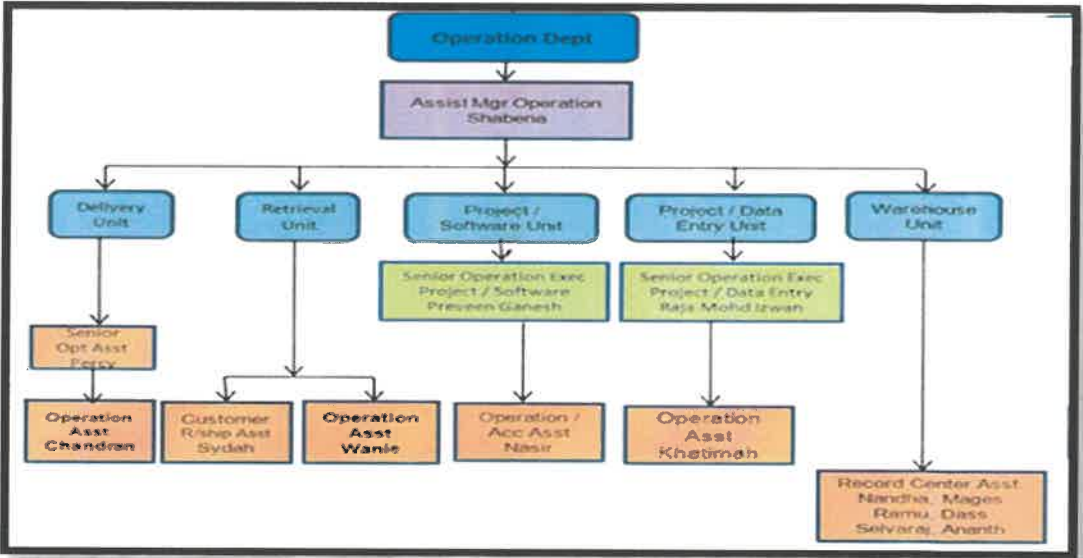 Operation Dept
Assist Mgr Operation
Shabena
Delivery
Unit
Retrieval
Unit
Project /
Software Unit
Project / Data
Entry Unit
Warehouse
Unit
Senior Operation Exec
Project / Software
Preveen Ganesh
Senior Operation Exec
Project / Data Entry
Raja Mohd Izwan
Senior
Opt Asst
Percy
Operation
Asst
Chandran
Customer
R/ship Asst
Sydah
Operation
Asst
Wanie
Operation /
Acc Asst
Nasir
Operation
Asst
Khatimah
Record Center Asst
Nandha, Mages
Ramu, Dass
Selvaraj, Ananth